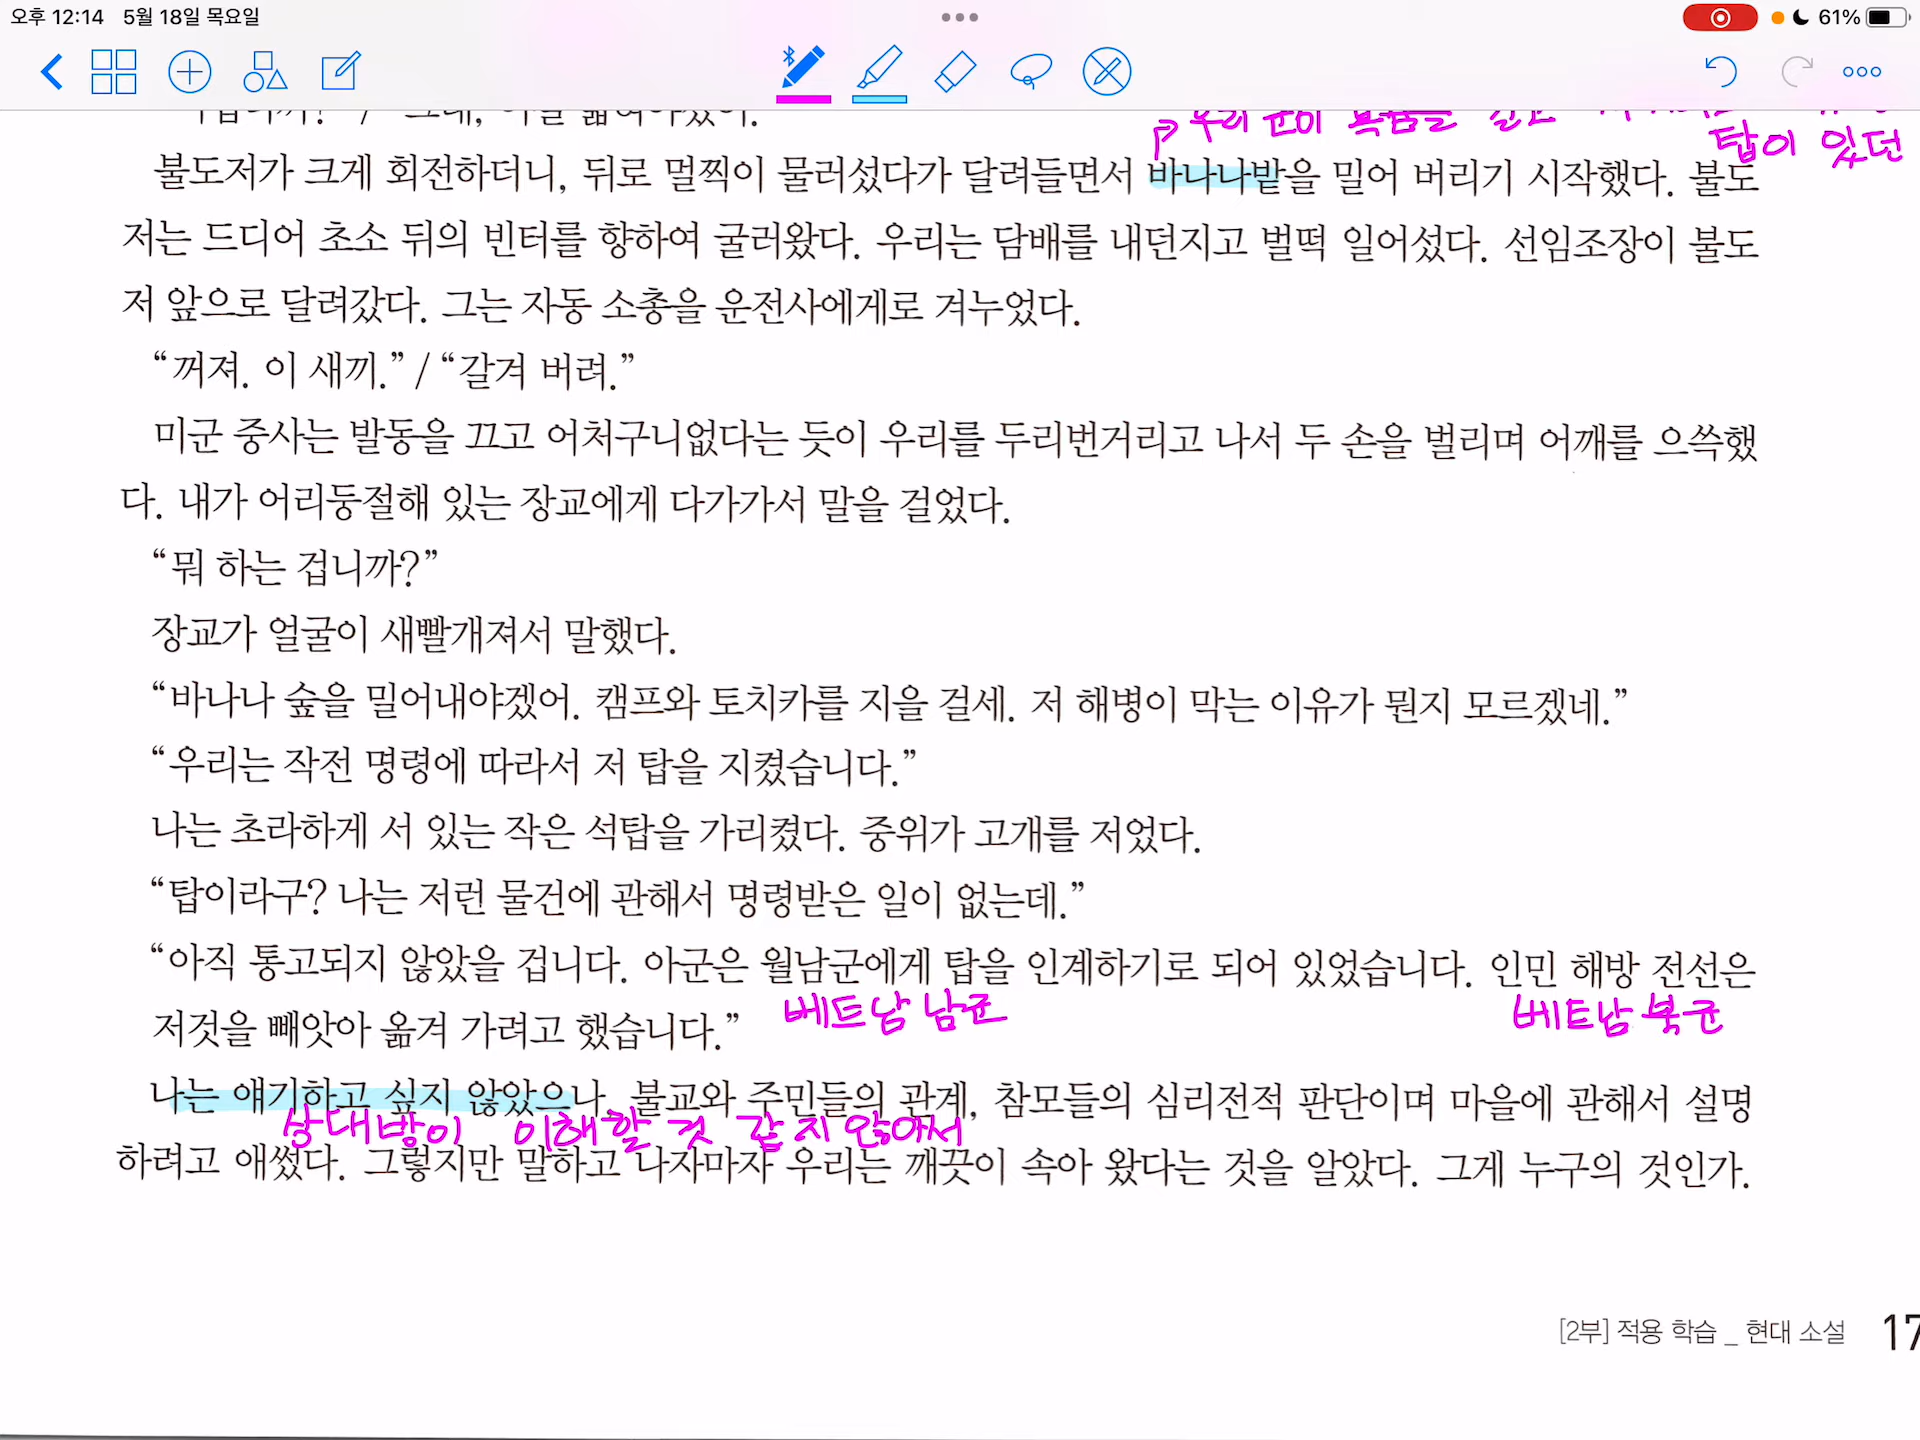 오후 12:14 5월 18일 목요일
61%
탑이 있던
불도저가 크게 회전하더니, 뒤로 멀찍이 물러섰다가 달려들면서 바나나밭을 밀어 버리기 시작했다. 불도
저는 드디어 초소 뒤의 빈터를 향하여 굴러왔다. 우리는 담배를 내던지고 벌떡 일어섰다. 선임조장이 불도
저 앞으로 달려갔다. 그는 자동 소총을 운전사에게로 겨누었다.
“꺼져. 이 새끼.” / “갈겨 버려.”
미군 중사는 발동을 끄고 어처구니없다는 듯이 우리를 두리번거리고 나서 두 손을 벌리며 어깨를 으쓱했
다. 내가 어리둥절해 있는 장교에게 다가가서 말을 걸었다.
“뭐 하는 겁니까?”
장교가 얼굴이 새빨개져서 말했다.
“바나나 숲을 밀어내야겠어. 캠프와 토치카를 지을 걸세. 저 해병이 막는 이유가 뭔지 모르겠네.”
“우리는 작전 명령에 따라서 저 탑을 지켰습니다.”
나는 초라하게 서 있는 작은 석탑을 가리켰다. 중위가 고개를 저었다.
“탑이라구? 나는 저런 물건에 관해서 명령받은 일이 없는데.”
“아직 통고되지 않았을 겁니다. 아군은 월남군에게 탑을 인계하기로 되어 있었습니다. 인민 해방 전선은
베트남 남군 베트남 북군
저것을 빼앗아 옮겨 가려고 했습니다.”
나는 얘기하고 싶지 않았으나 불교와 주민들의 관계, 참모들의 심리전적 판단이며 마을에 관해서 설명
상대방이 이해할 것 같지 않아서
하려고 애썼다. 그렇지만 말하고 나자마자 우리는 깨끗이 속아 왔다는 것을 알았다. 그게 누구의 것인가.
[2부] 적용 학습 _ 현대 소설